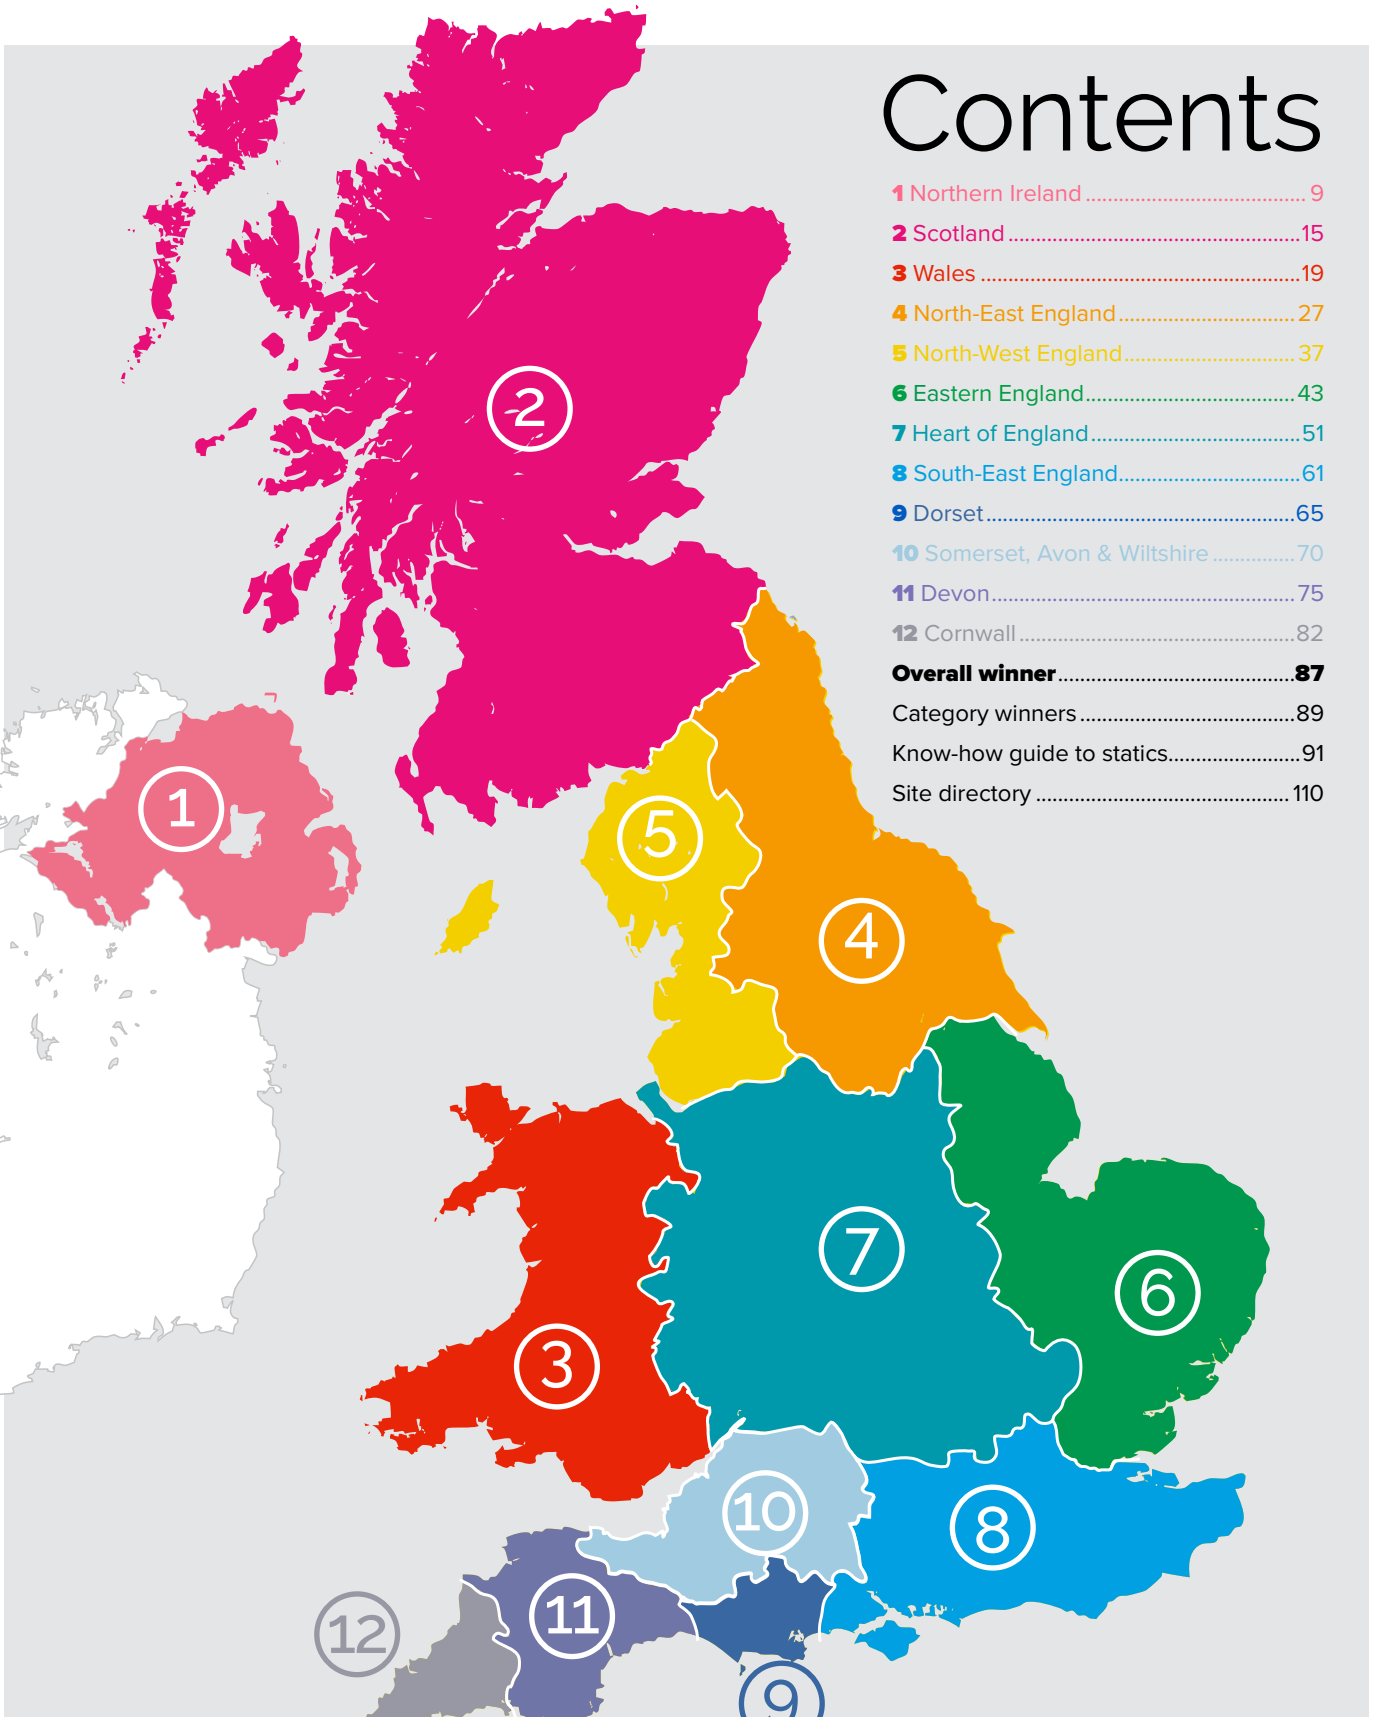 Contents
1 Northern Ireland ........................................ 9
2 Scotland .....................................................15
3 Wales ..........................................................19
4 North-East England ................................ 27
5 North-West England............................... 37
6 Eastern England ......................................43
7 Heart of England......................................51
8 South-East England.................................61
9 Dorset ........................................................65
10 Somerset, Avon & Wiltshire ...............70
11 Devon.......................................................75
12 Cornwall ..................................................82
Overall winner ...........................................87
Category winners .......................................89
Know-how guide to statics........................91
Site directory .............................................. 110
2
1
5
4
7
6
3
10
8
11
12
9